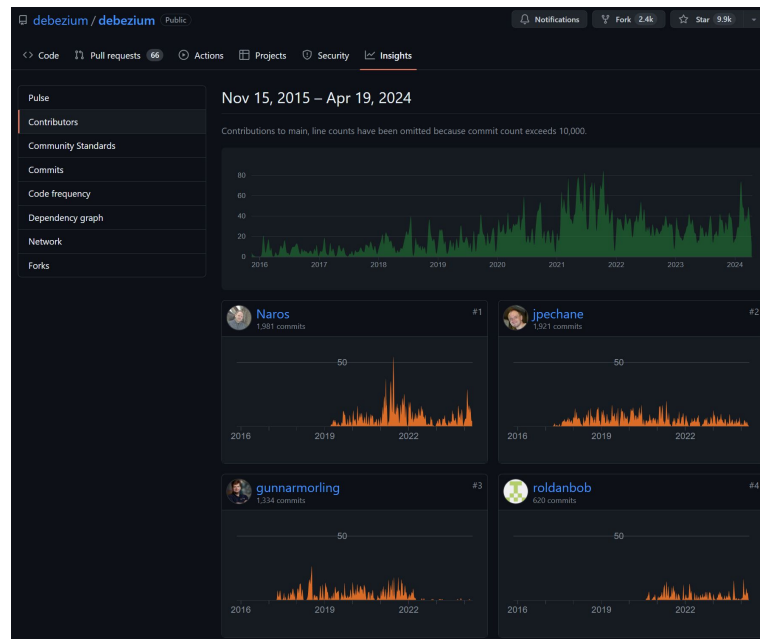 debezium / debezium Public
Notifications Fork 2.4k Star 9.9k
Code Pull requests 66 Actions Projects Security Insights
Pulse
Contributors
Community Standards
Commits
Code frequency
Dependency graph
Network
Forks
Nov 15, 2015 – Apr 19, 2024
Contributions to main, line counts have been omitted because commit count exceeds 10,000.
80
60
40
20
0
2016 2017 2018 2019 2020 2021 2022 2023 2024
Naros #1
1,981 commits
50
2016 2019 2022
jpechane #2
1,921 commits
50
2016 2019 2022
gunnarmorling #3
1,334 commits
50
2016 2019 2022
roldanbob #4
620 commits
50
2016 2019 2022